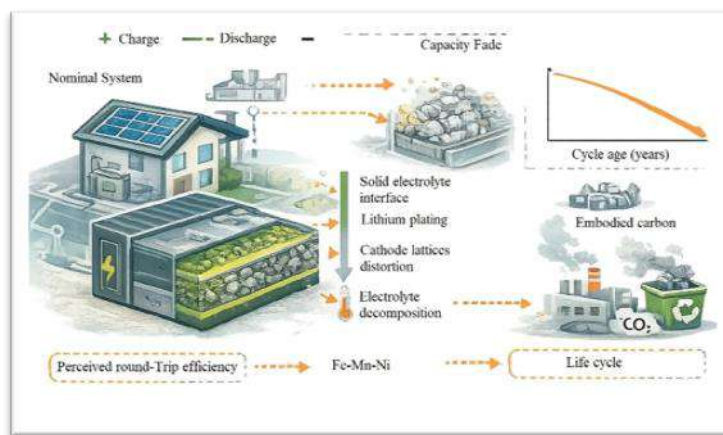 + Charge
Discharge
Capacity Fade
Nominal System
Cycle age (years)
Solid electrolyte
interface
Lithium plating
Embodied carbon
Cathode lattices
distortion
Electrolyte
decomposition
CO₂
Perceived round-Trip efficiency
Fe-Mn-Ni
Life cycle